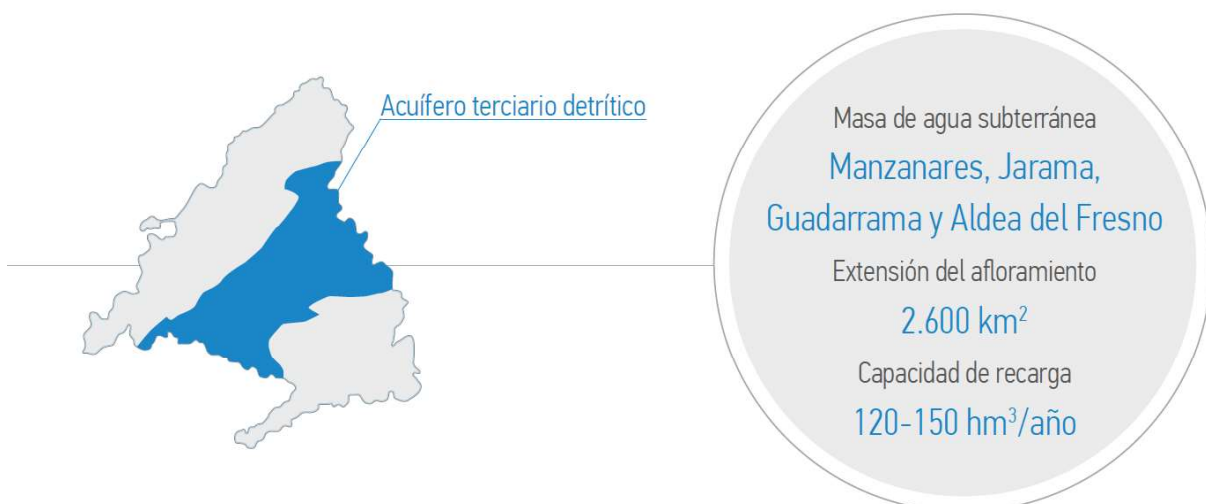 Acuífero terciario detrítico
Masa de agua subterránea
Manzanares, Jarama,
Guadarrama y Aldea del Fresno
Extensión del afloramiento
2.600 km²
Capacidad de recarga
120-150 hm³/año